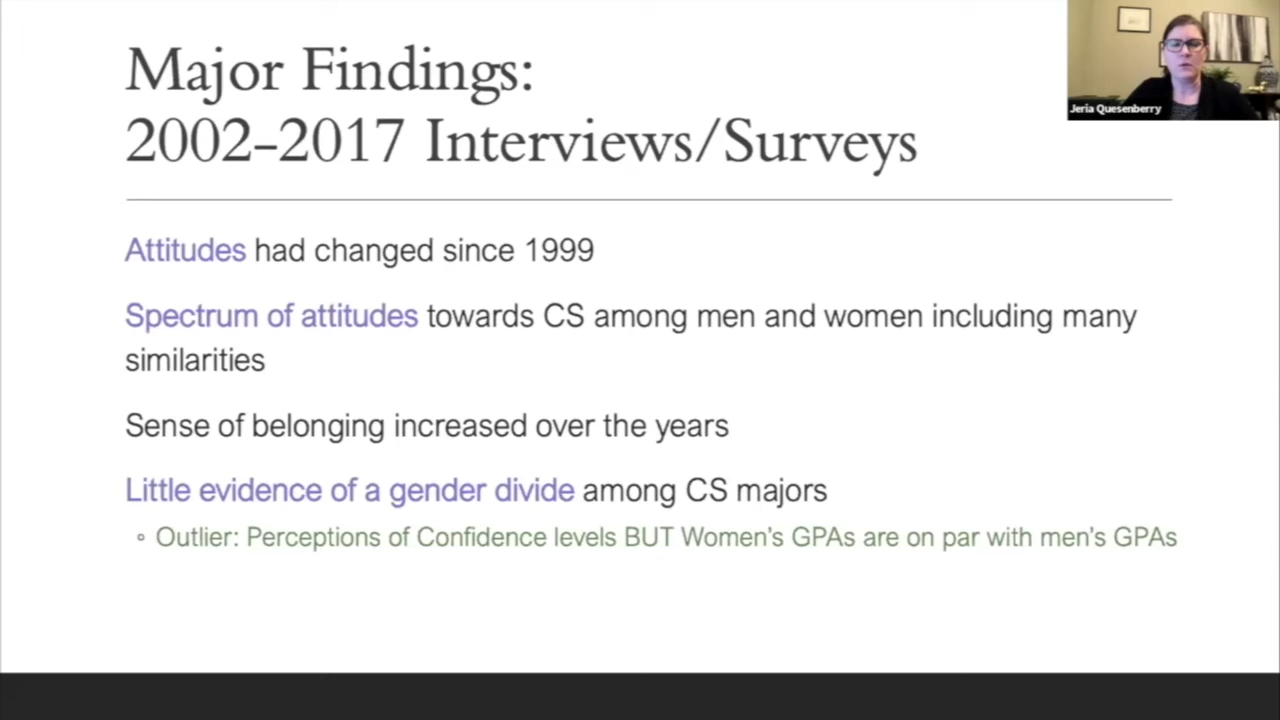 Major Findings:
2002–2017 Interviews/Surveys
Jeria Quesenberry
Attitudes had changed since 1999
Spectrum of attitudes towards CS among men and women including many
similarities
Sense of belonging increased over the years
Little evidence of a gender divide among CS majors
◦ Outlier: Perceptions of Confidence levels BUT Women's GPAs are on par with men's GPAs